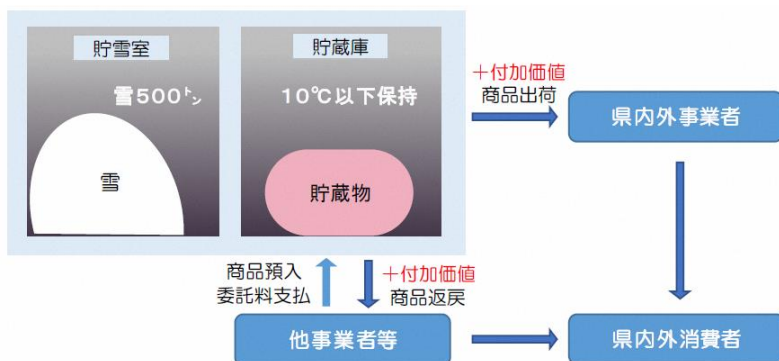 貯雪室
雪500㌧
雪
貯蔵庫
10℃以下保持
貯蔵物
＋付加価値
商品出荷
県内外事業者
商品預入
委託料支払
＋付加価値
商品返戻
他事業者等
県内外消費者